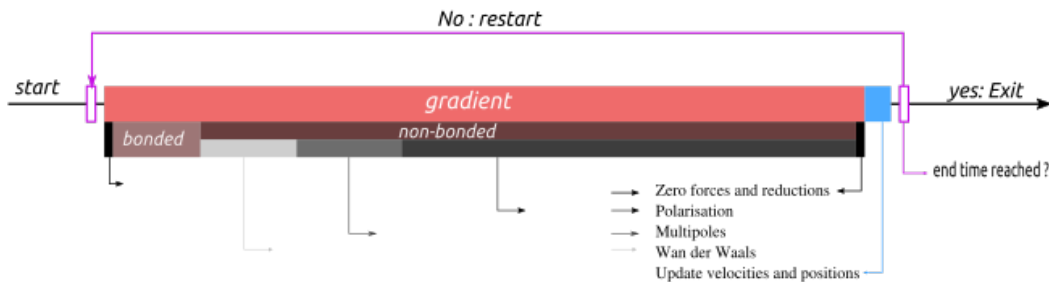 No : restart
start
yes: Exit
gradient
bonded
non-bonded
end time reached ?
Zero forces and reductions
Polarisation
Multipoles
Wan der Waals
Update velocities and positions